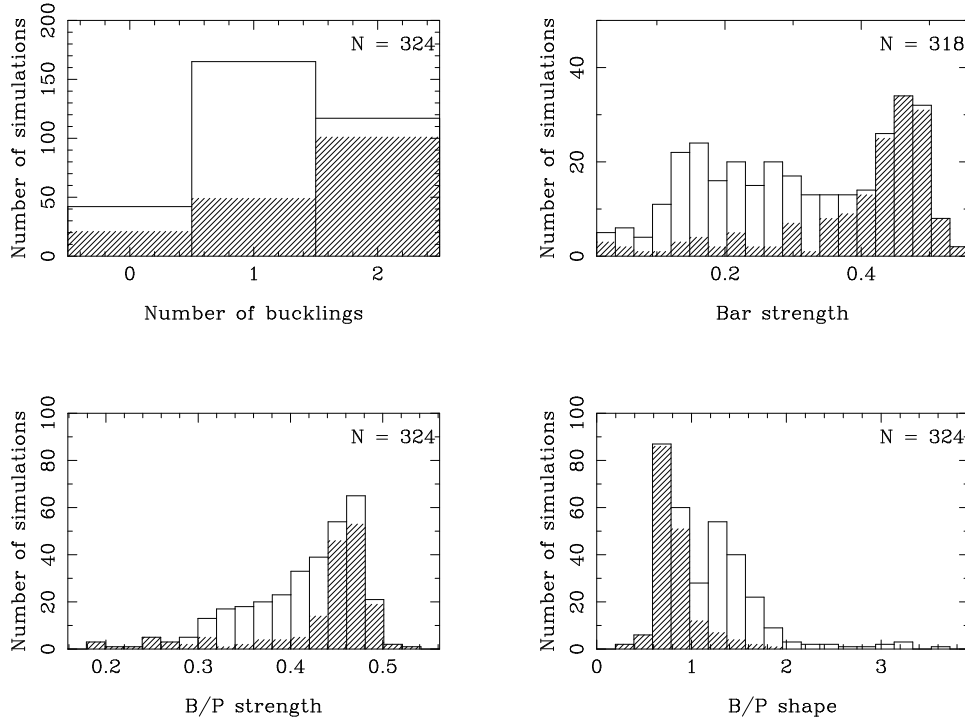 Number of simulations
0 50 100 150 200
N = 324
0 1 2
Number of bucklings
Number of simulations
0 20 40
N = 318
0.2 0.4
Bar strength
Number of simulations
0 20 40 60 80 100
N = 324
0.2 0.3 0.4 0.5
B/P strength
Number of simulations
0 20 40 60 80 100
N = 324
0 1 2 3
B/P shape